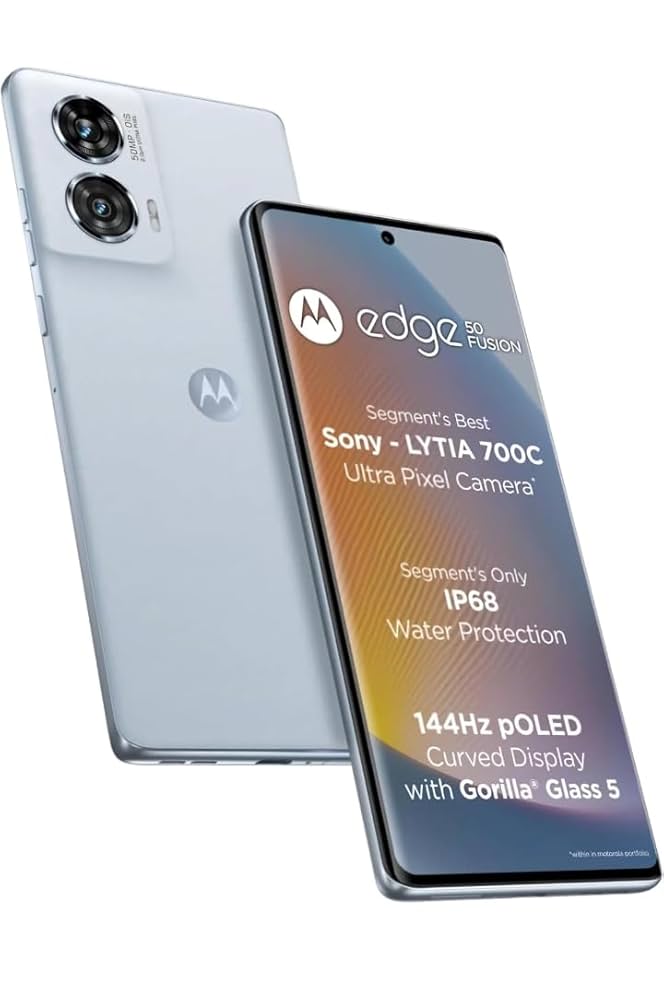 50MP · OIS
edge 50
FUSION
Segment's Best
Sony - LYTIA 700C
Ultra Pixel Camera*
Segment's Only
IP68
Water Protection
144Hz pOLED
Curved Display
with Gorilla® Glass 5
*within in motorola portfolio